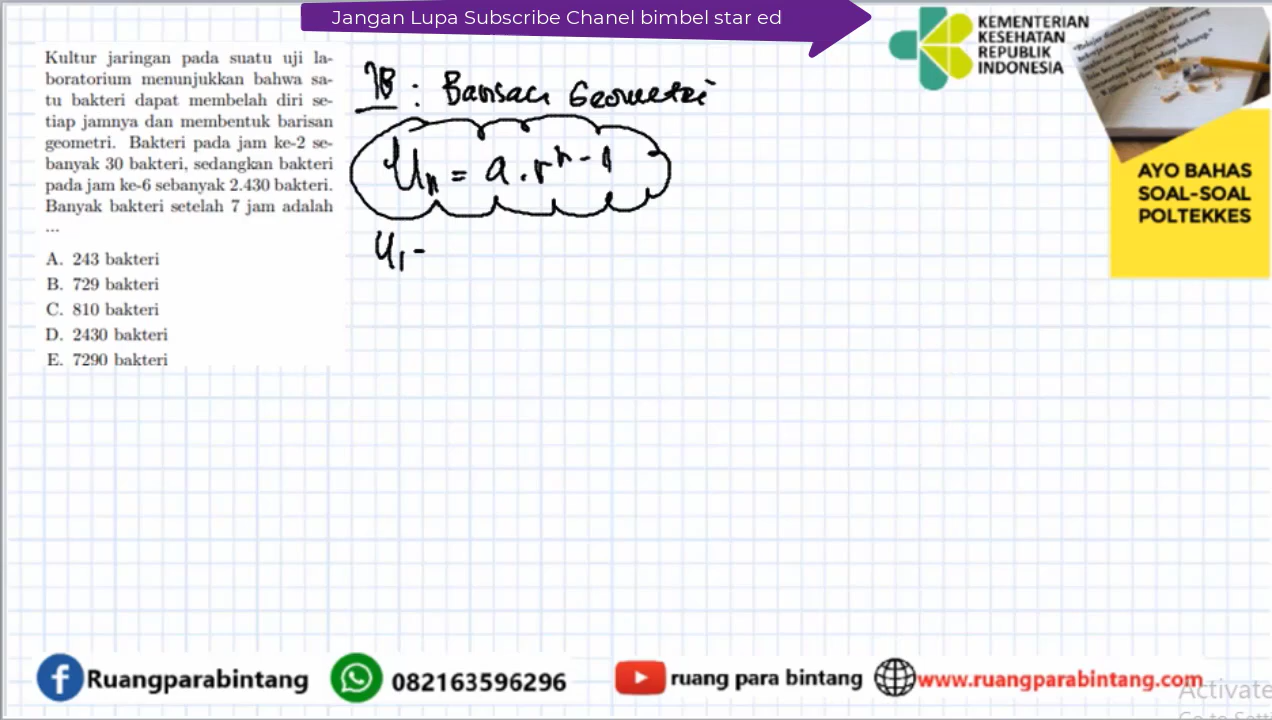 Jangan Lupa Subscribe Chanel bimbel star ed
KEMENTERIAN
KESEHATAN
REPUBLIK
INDONESIA
Kultur jaringan pada suatu uji la-
boratorium menunjukkan bahwa sa-
tu bakteri dapat membelah diri se-
tiap jamnya dan membentuk barisan
geometri. Bakteri pada jam ke-2 se-
banyak 30 bakteri, sedangkan bakteri
pada jam ke-6 sebanyak 2.430 bakteri.
Banyak bakteri setelah 7 jam adalah
...
A. 243 bakteri
B. 729 bakteri
C. 810 bakteri
D. 2430 bakteri
E. 7290 bakteri
: Barisan Geometri
Un = a . r^n-1
U1 =
AYO BAHAS
SOAL-SOAL
POLTEKKES
Ruangparabintang
082163596296
ruang para bintang
www.ruangparabintang.com
Activate